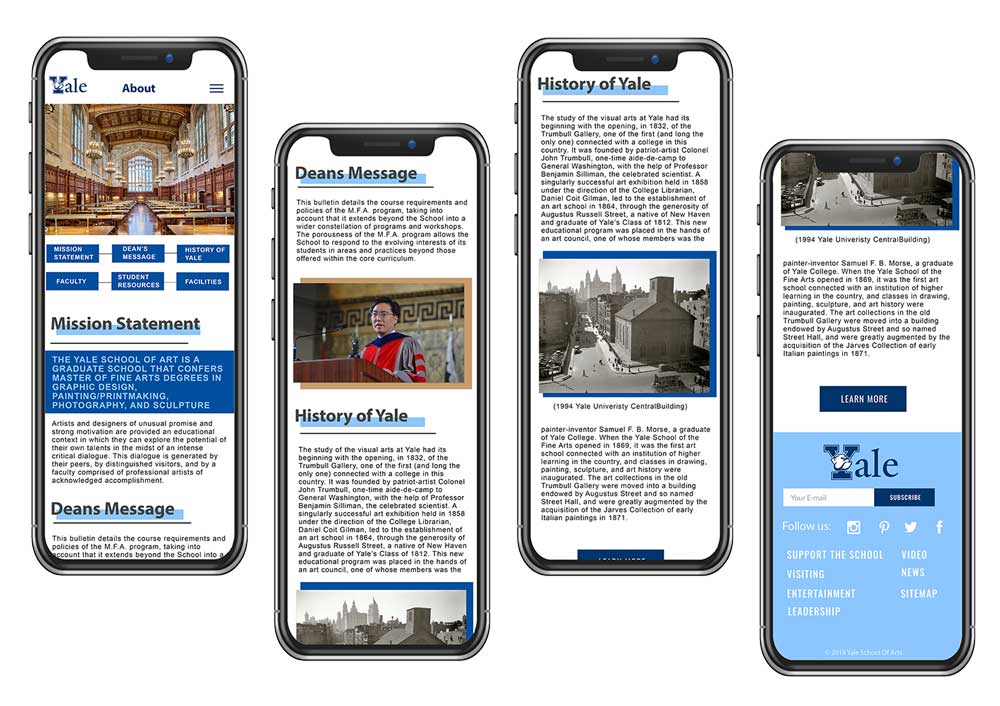 Yale
About
MISSION
STATEMENT
DEAN'S
MESSAGE
HISTORY OF
YALE
FACULTY
STUDENT
RESOURCES
FACILITIES
Mission Statement
THE YALE SCHOOL OF ART IS A
GRADUATE SCHOOL THAT CONFERS
MASTER OF FINE ARTS DEGREES IN
GRAPHIC DESIGN,
PAINTING/PRINTMAKING,
PHOTOGRAPHY, AND SCULPTURE
Artists and designers of unusual promise and
strong motivation are provided an educational
context in which they can explore the potential of
their own talents in the midst of an intense
critical dialogue. This dialogue is generated by
their peers, by distinguished visitors, and by a
faculty comprised of professional artists of
acknowledged accomplishment.
Deans Message
This bulletin details the course requirements and
policies of the M.F.A. program, taking into
account that it extends beyond the School into a
Deans Message
This bulletin details the course requirements and
policies of the M.F.A. program, taking into
account that it extends beyond the School into a
wider constellation of programs and workshops.
The porousness of the M.F.A. program allows the
School to respond to the evolving interests of its
students in areas and practices beyond those
offered within the core curriculum.
History of Yale
The study of the visual arts at Yale had its
beginning with the opening, in 1832, of the
Trumbull Gallery, one of the first (and long the
only one) connected with a college in this
country. It was founded by patriot-artist Colonel
John Trumbull, one-time aide-de-camp to
General Washington, with the help of Professor
Benjamin Silliman, the celebrated scientist. A
singularly successful art exhibition held in 1858
under the direction of the College Librarian,
Daniel Coit Gilman, led to the establishment of
an art school in 1864, through the generosity of
Augustus Russell Street, a native of New Haven
and graduate of Yale's Class of 1812. This new
educational program was placed in the hands of
an art council, one of whose members was the
History of Yale
The study of the visual arts at Yale had its
beginning with the opening, in 1832, of the
Trumbull Gallery, one of the first (and long the
only one) connected with a college in this
country. It was founded by patriot-artist Colonel
John Trumbull, one-time aide-de-camp to
General Washington, with the help of Professor
Benjamin Silliman, the celebrated scientist. A
singularly successful art exhibition held in 1858
under the direction of the College Librarian,
Daniel Coit Gilman, led to the establishment of
an art school in 1864, through the generosity of
Augustus Russell Street, a native of New Haven
and graduate of Yale's Class of 1812. This new
educational program was placed in the hands of
an art council, one of whose members was the
(1994 Yale Univeristy CentralBuilding)
painter-inventor Samuel F. B. Morse, a graduate
of Yale College. When the Yale School of the
Fine Arts opened in 1869, it was the first art
school connected with an institution of higher
learning in the country, and classes in drawing,
painting, sculpture, and art history were
inaugurated. The art collections in the old
Trumbull Gallery were moved into a building
endowed by Augustus Street and so named
Street Hall, and were greatly augmented by the
acquisition of the Jarves Collection of early
Italian paintings in 1871.
LEARN MORE
(1994 Yale Univeristy CentralBuilding)
painter-inventor Samuel F. B. Morse, a graduate
of Yale College. When the Yale School of the
Fine Arts opened in 1869, it was the first art
school connected with an institution of higher
learning in the country, and classes in drawing,
painting, sculpture, and art history were
inaugurated. The art collections in the old
Trumbull Gallery were moved into a building
endowed by Augustus Street and so named
Street Hall, and were greatly augmented by the
acquisition of the Jarves Collection of early
Italian paintings in 1871.
LEARN MORE
Yale
Your E-mail
SUBSCRIBE
Follow us:
SUPPORT THE SCHOOL
VIDEO
VISITING
NEWS
ENTERTAINMENT
SITEMAP
LEADERSHIP
© 2019 Yale School Of Arts